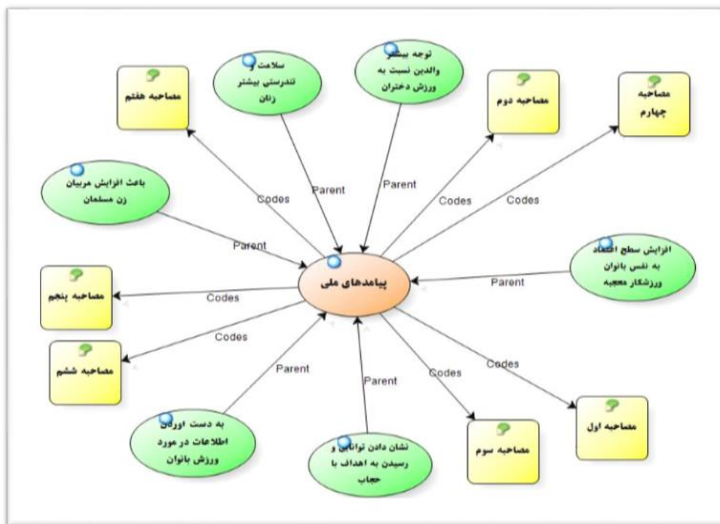 سلامت و
تندرستی بیشتر
زنان
توجه بیشتر
والدین نسبت به
ورزش دختران
مصاحبه هفتم
مصاحبه دوم
مصاحبه
چهارم
Codes
Parent
Parent
Codes
Codes
باعث افزایش مربیان
زن مسلمان
Parent
افزایش سطح اعتماد
به نفس بانوان
ورزشکار محجبه
Parent
پیامدهای ملی
مصاحبه پنجم
Codes
مصاحبه ششم
Codes
Parent
Parent
Codes
Codes
به دست آوردن
اطلاعات در مورد
ورزش بانوان
نشان دادن توانایی و
رسیدن به اهداف با
حجاب
مصاحبه سوم
مصاحبه اول